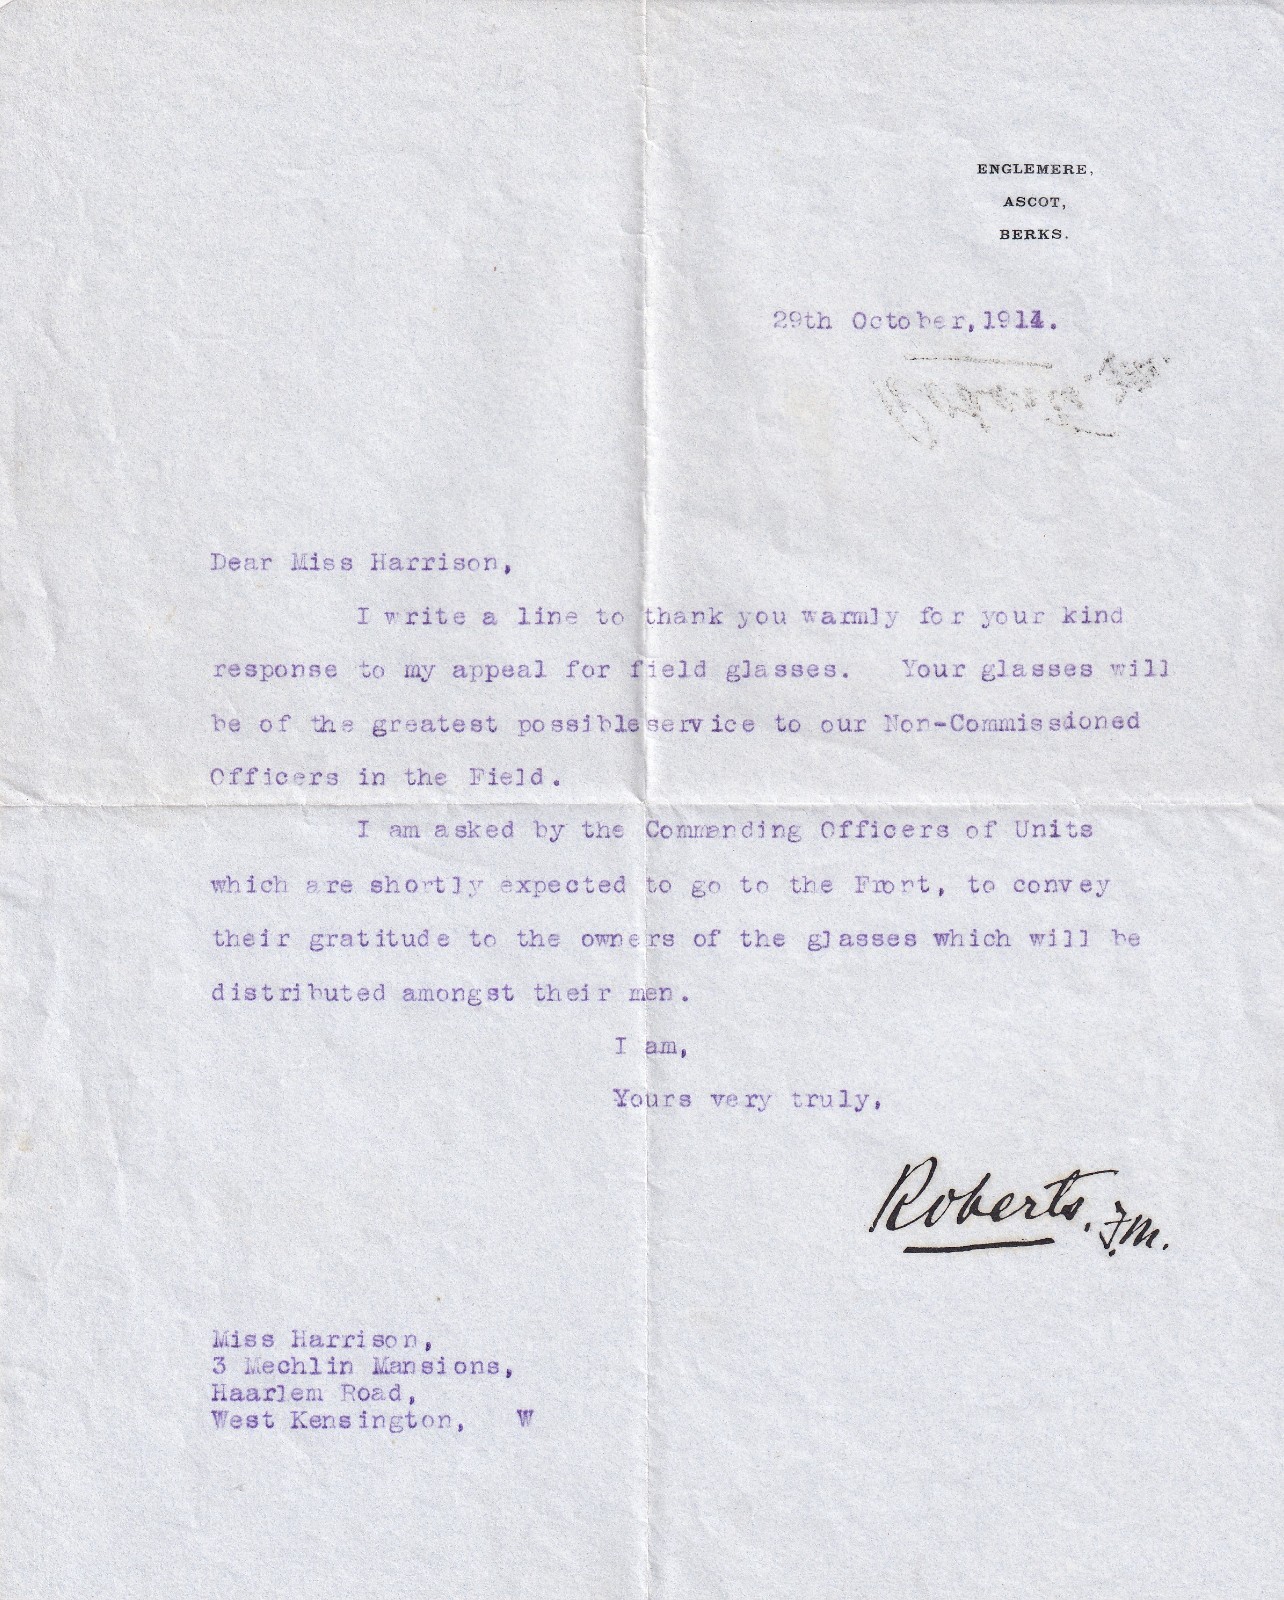 ENGLEMERE,
ASCOT,
BERKS.
29th October, 1914.
Dear Miss Harrison,
I write a line to thank you warmly for your kind
response to my appeal for field glasses. Your glasses will
be of the greatest possible service to our Non-Commissioned
Officers in the Field.
I am asked by the Commanding Officers of Units
which are shortly expected to go to the Front, to convey
their gratitude to the owners of the glasses which will be
distributed amongst their men.
I am,
Yours very truly,
Roberts. F.M.
Miss Harrison,
3 Mechlin Mansions,
Haarlem Road,
West Kensington, W